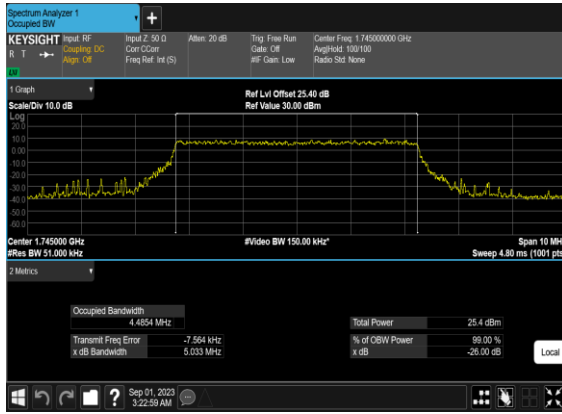 Spectrum Analyzer 1
Occupied BW
+
KEYSIGHT
R T
LXI
Input: RF
Coupling: DC
Align: Off
Input Z: 50 Ω
Corr CCorr
Freq Ref: Int (S)
Atten: 20 dB
Trig: Free Run
Gate: Off
#IF Gain: Low
Center Freq: 1.745000000 GHz
Avg|Hold: 100/100
Radio Std: None
1 Graph
Scale/Div 10.0 dB
Ref Lvl Offset 25.40 dB
Ref Value 30.00 dBm
Log
20.0
10.0
0.00
-10.0
-20.0
-30.0
-40.0
-50.0
-60.0
Center 1.745000 GHz
#Res BW 51.000 kHz
#Video BW 150.00 kHz*
Span 10 MH
Sweep 4.80 ms (1001 pts
2 Metrics
Occupied Bandwidth
4.4854 MHz
Transmit Freq Error -7.564 kHz
x dB Bandwidth 5.033 MHz
Total Power 25.4 dBm
% of OBW Power 99.00 %
x dB -26.00 dB
Local
?
Sep 01, 2023
3:22:59 AM